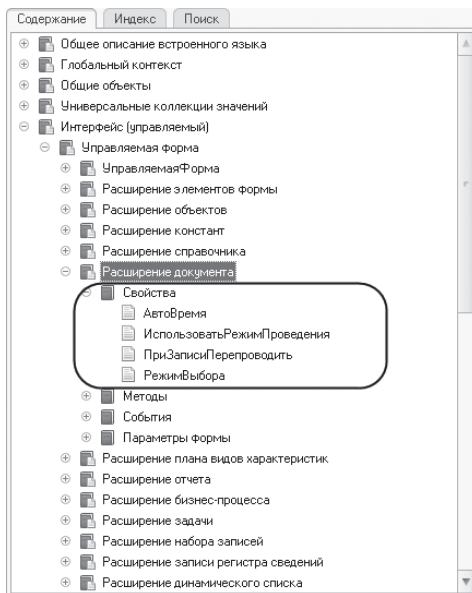 Содержание Индекс Поиск
Общее описание встроенного языка
Глобальный контекст
Общие объекты
Универсальные коллекции значений
Интерфейс (управляемый)
Управляемая форма
УправляемаяФорма
Расширение элементов формы
Расширение объектов
Расширение констант
Расширение справочника
Расширение документа
Свойства
АвтоВремя
ИспользоватьРежимПроведения
ПриЗаписиПерепроводить
РежимВыбора
Методы
События
Параметры формы
Расширение плана видов характеристик
Расширение отчета
Расширение бизнес-процесса
Расширение задачи
Расширение набора записей
Расширение записи регистра сведений
Расширение динамического списка